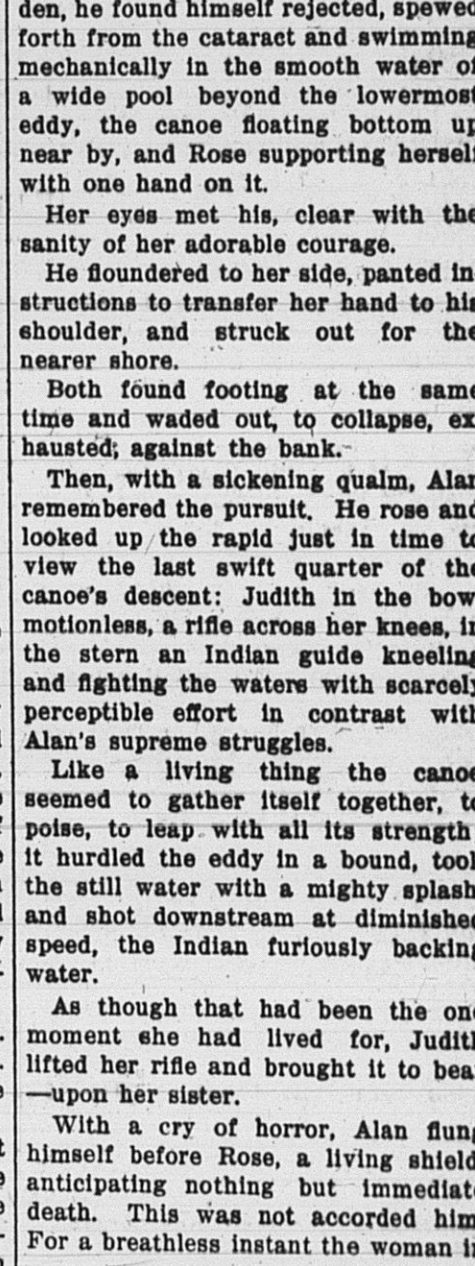 den, he found himself rejected, spewed
forth from the cataract and swimming
mechanically in the smooth water of
a wide pool beyond the lowermost
eddy, the canoe floating bottom up
near by, and Rose supporting herself
with one hand on it.
Her eyes met his, clear with the
sanity of her adorable courage.
He floundered to her side, panted in
structions to transfer her hand to his
shoulder, and struck out for the
nearer shore.
Both found footing at the same
time and waded out, to collapse, ex
hausted, against the bank.
Then, with a sickening qualm, Alan
remembered the pursuit. He rose and
looked up the rapid just in time to
view the last swift quarter of the
canoe's descent: Judith in the bow,
motionless, a rifle across her knees, in
the stern an Indian guide kneeling
and fighting the waters with scarcely
perceptible effort in contrast with
Alan's supreme struggles.
Like a living thing the canoe
seemed to gather itself together, to
poise, to leap with all its strength
it hurdled the eddy in a bound, took
the still water with a mighty splash
and shot downstream at diminished
speed, the Indian furiously backing
water.
As though that had been the one
moment she had lived for, Judith
lifted her rifle and brought it to bear
—upon her sister.
With a cry of horror, Alan flung
himself before Rose, a living shield
anticipating nothing but immediate
death. This was not accorded him
For a breathless instant the woman in